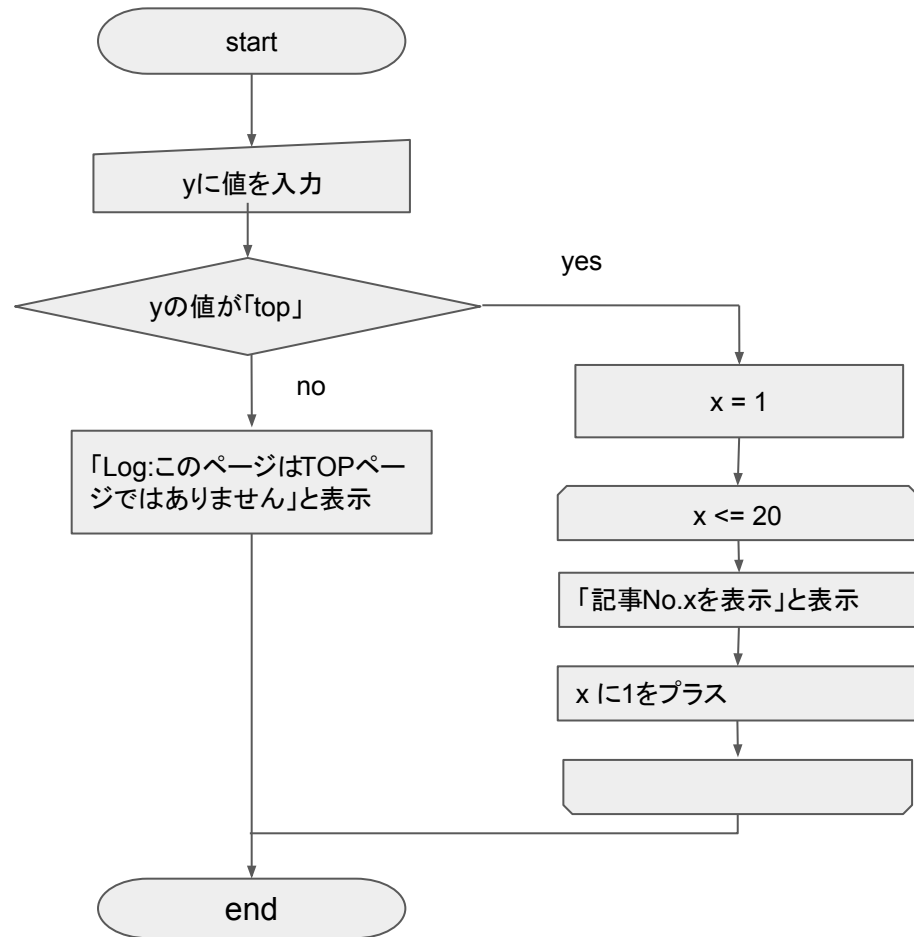 start
yに値を入力
yの値が「top」
yes
no
x = 1
「Log:このページはTOPペー
ジではありません」と表示
x <= 20
「記事No.xを表示」と表示
x に1をプラス
end